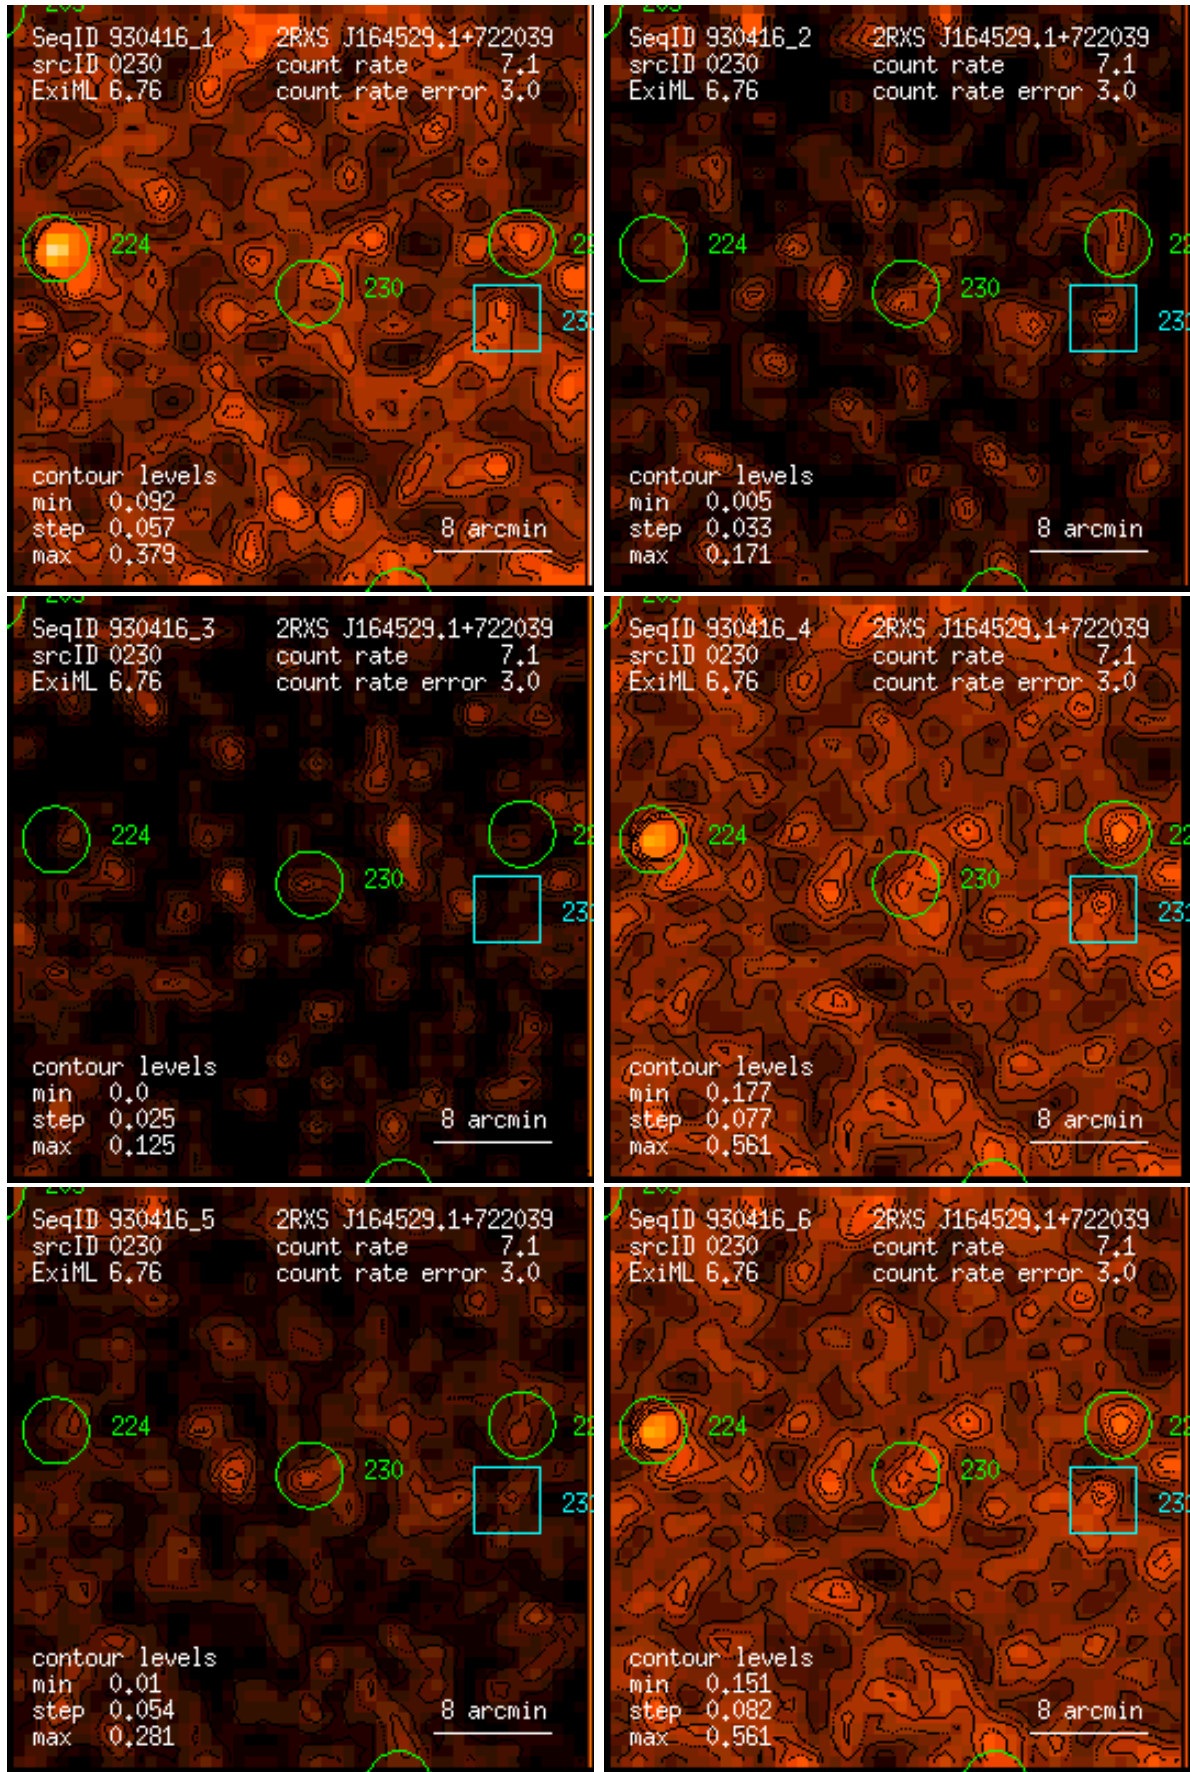 SeqID 930416_1 2RXS J164529.1+722039
srcID 0230 count rate 7.1
ExiML 6.76 count rate error 3.0
224
230
contour levels
min 0.092
step 0.057 8 arcmin
max 0.379
SeqID 930416_2 2RXS J164529.1+722039
srcID 0230 count rate 7.1
ExiML 6.76 count rate error 3.0
224
230
contour levels
min 0.005
step 0.033 8 arcmin
max 0.171
SeqID 930416_3 2RXS J164529.1+722039
srcID 0230 count rate 7.1
ExiML 6.76 count rate error 3.0
224
230
contour levels
min 0.0
step 0.025 8 arcmin
max 0.125
SeqID 930416_4 2RXS J164529.1+722039
srcID 0230 count rate 7.1
ExiML 6.76 count rate error 3.0
224
230
contour levels
min 0.177
step 0.077 8 arcmin
max 0.561
SeqID 930416_5 2RXS J164529.1+722039
srcID 0230 count rate 7.1
ExiML 6.76 count rate error 3.0
224
230
contour levels
min 0.01
step 0.054 8 arcmin
max 0.281
SeqID 930416_6 2RXS J164529.1+722039
srcID 0230 count rate 7.1
ExiML 6.76 count rate error 3.0
224
230
contour levels
min 0.151
step 0.082 8 arcmin
max 0.561